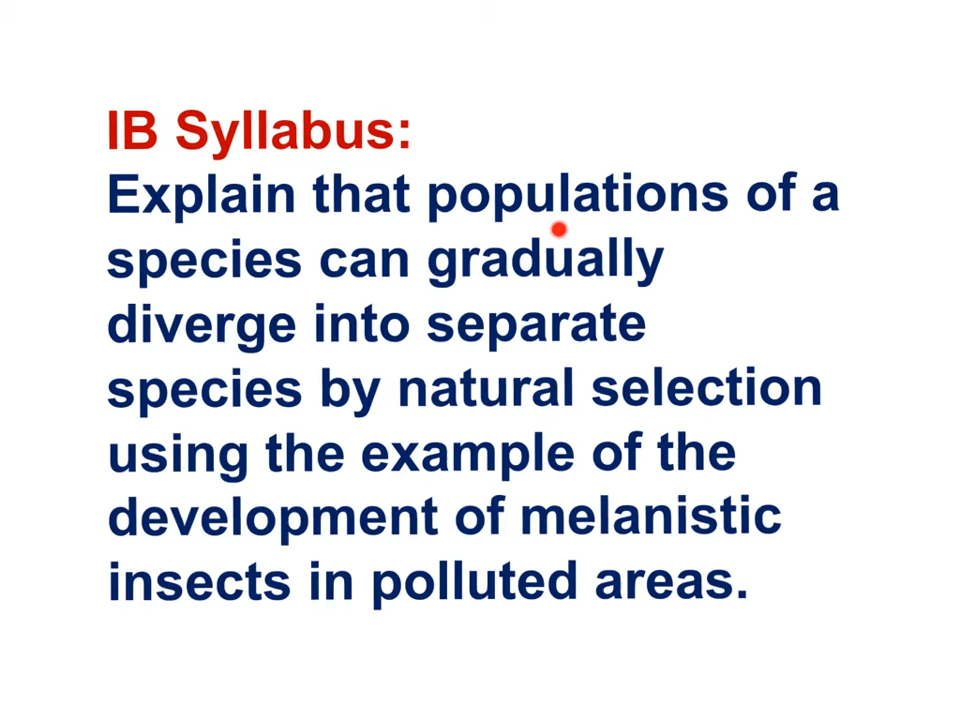 IB Syllabus:
Explain that populations of a
species can gradually
diverge into separate
species by natural selection
using the example of the
development of melanistic
insects in polluted areas.